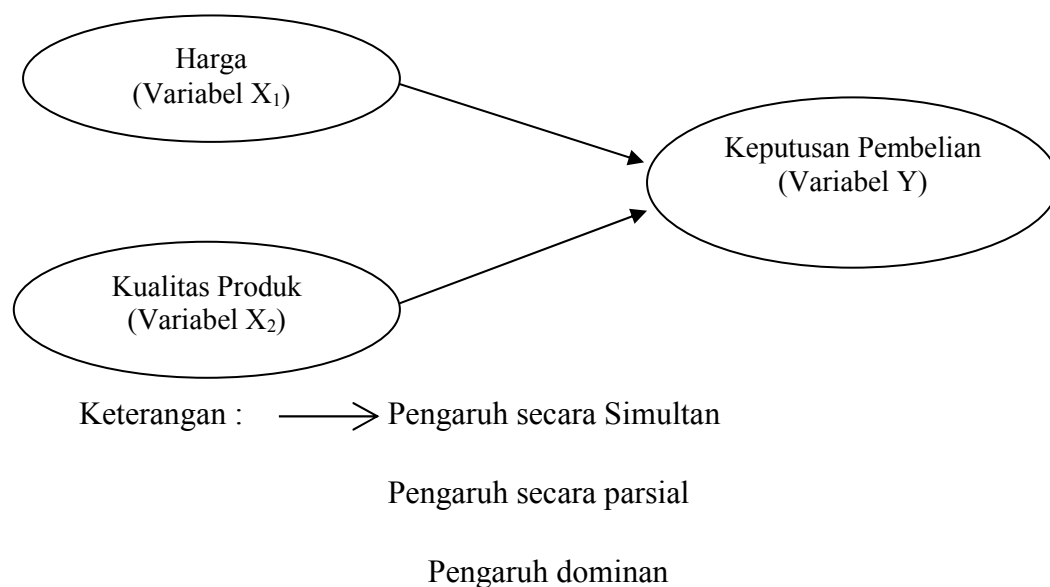 Harga
(Variabel X₁)
Keputusan Pembelian
(Variabel Y)
Kualitas Produk
(Variabel X₂)
Keterangan : Pengaruh secara Simultan
Pengaruh secara parsial
Pengaruh dominan